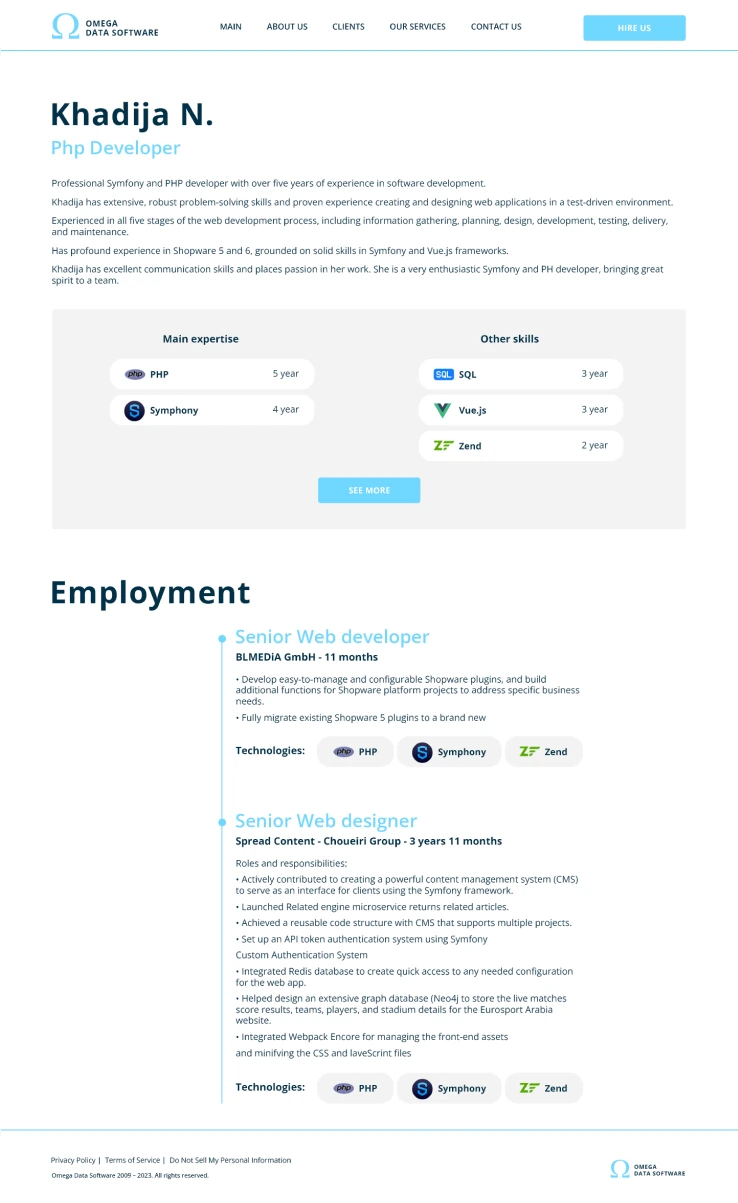 OMEGA
DATA SOFTWARE
MAIN ABOUT US CLIENTS OUR SERVICES CONTACT US
HIRE US
Khadija N.
Php Developer
Professional Symfony and PHP developer with over five years of experience in software development.
Khadija has extensive, robust problem-solving skills and proven experience creating and designing web applications in a test-driven environment.
Experienced in all five stages of the web development process, including information gathering, planning, design, development, testing, delivery,
and maintenance.
Has profound experience in Shopware 5 and 6, grounded on solid skills in Symfony and Vue.js frameworks.
Khadija has excellent communication skills and places passion in her work. She is a very enthusiastic Symfony and PH developer, bringing great
spirit to a team.
Main expertise
php PHP 5 year
Symphony 4 year
Other skills
SQL SQL 3 year
Vue.js 3 year
ZF Zend 2 year
SEE MORE
Employment
Senior Web developer
BLMEDiA GmbH - 11 months
• Develop easy-to-manage and configurable Shopware plugins, and build
additional functions for Shopware platform projects to address specific business
needs.
• Fully migrate existing Shopware 5 plugins to a brand new
Technologies: php PHP Symphony ZF Zend
Senior Web designer
Spread Content - Choueiri Group - 3 years 11 months
Roles and responsibilities:
• Actively contributed to creating a powerful content management system (CMS)
to serve as an interface for clients using the Symfony framework.
• Launched Related engine microservice returns related articles.
• Achieved a reusable code structure with CMS that supports multiple projects.
• Set up an API token authentication system using Symfony
Custom Authentication System
• Integrated Redis database to create quick access to any needed configuration
for the web app.
• Helped design an extensive graph database (Neo4j to store the live matches
score results, teams, players, and stadium details for the Eurosport Arabia
website.
• Integrated Webpack Encore for managing the front-end assets
and minifving the CSS and laveScrint files
Technologies: php PHP Symphony ZF Zend
Privacy Policy | Terms of Service | Do Not Sell My Personal Information
Omega Data Software 2009 – 2023. All rights reserved.
OMEGA
DATA SOFTWARE